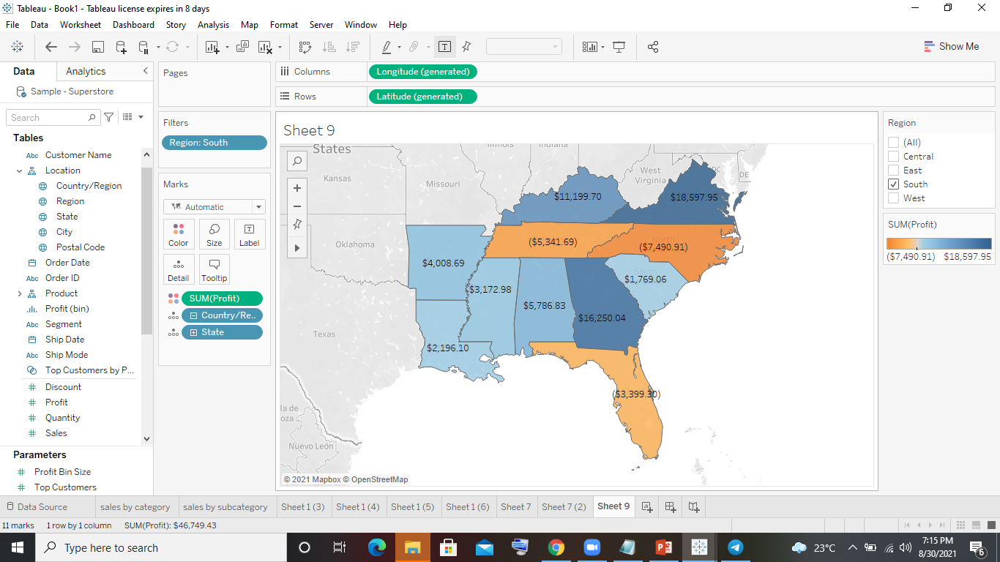 Tableau - Book1 - Tableau license expires in 8 days
File Data Worksheet Dashboard Story Analysis Map Format Server Window Help
Show Me
Data Analytics
Sample - Superstore
Search
Tables
Abc Customer Name
Location
Country/Region
Region
State
City
Postal Code
Order Date
Abc Order ID
Product
Profit (bin)
Abc Segment
Ship Date
Abc Ship Mode
Top Customers by P...
Discount
Profit
Quantity
Sales
Parameters
Profit Bin Size
Top Customers
Pages
Filters
Region: South
Marks
Automatic
Color Size Label
Detail Tooltip
SUM(Profit)
Country/Re..
State
Columns Longitude (generated)
Rows Latitude (generated)
Sheet 9
States
Illinois Indiana
Kansas
Missouri
West
Virginia
DC
DE
$11,199.70
$18,597.95
Oklahoma
($5,341.69)
North
($7,490.91)
$4,008.69
South
$1,769.06
$3,172.98
$5,786.83
$16,250.04
Texas
$2,196.10
($3,399.30)
la de
oza
Nuevo León
© 2021 Mapbox © OpenStreetMap
Region
(All)
Central
East
South
West
SUM(Profit)
($7,490.91) $18,597.95
Data Source sales by category sales by subcategory Sheet 1 (3) Sheet 1 (4) Sheet 1 (5) Sheet 1 (6) Sheet 7 Sheet 7 (2) Sheet 9
11 marks 1 row by 1 column SUM(Profit): $46,749.43
Type here to search
23°C
7:15 PM
8/30/2021
6